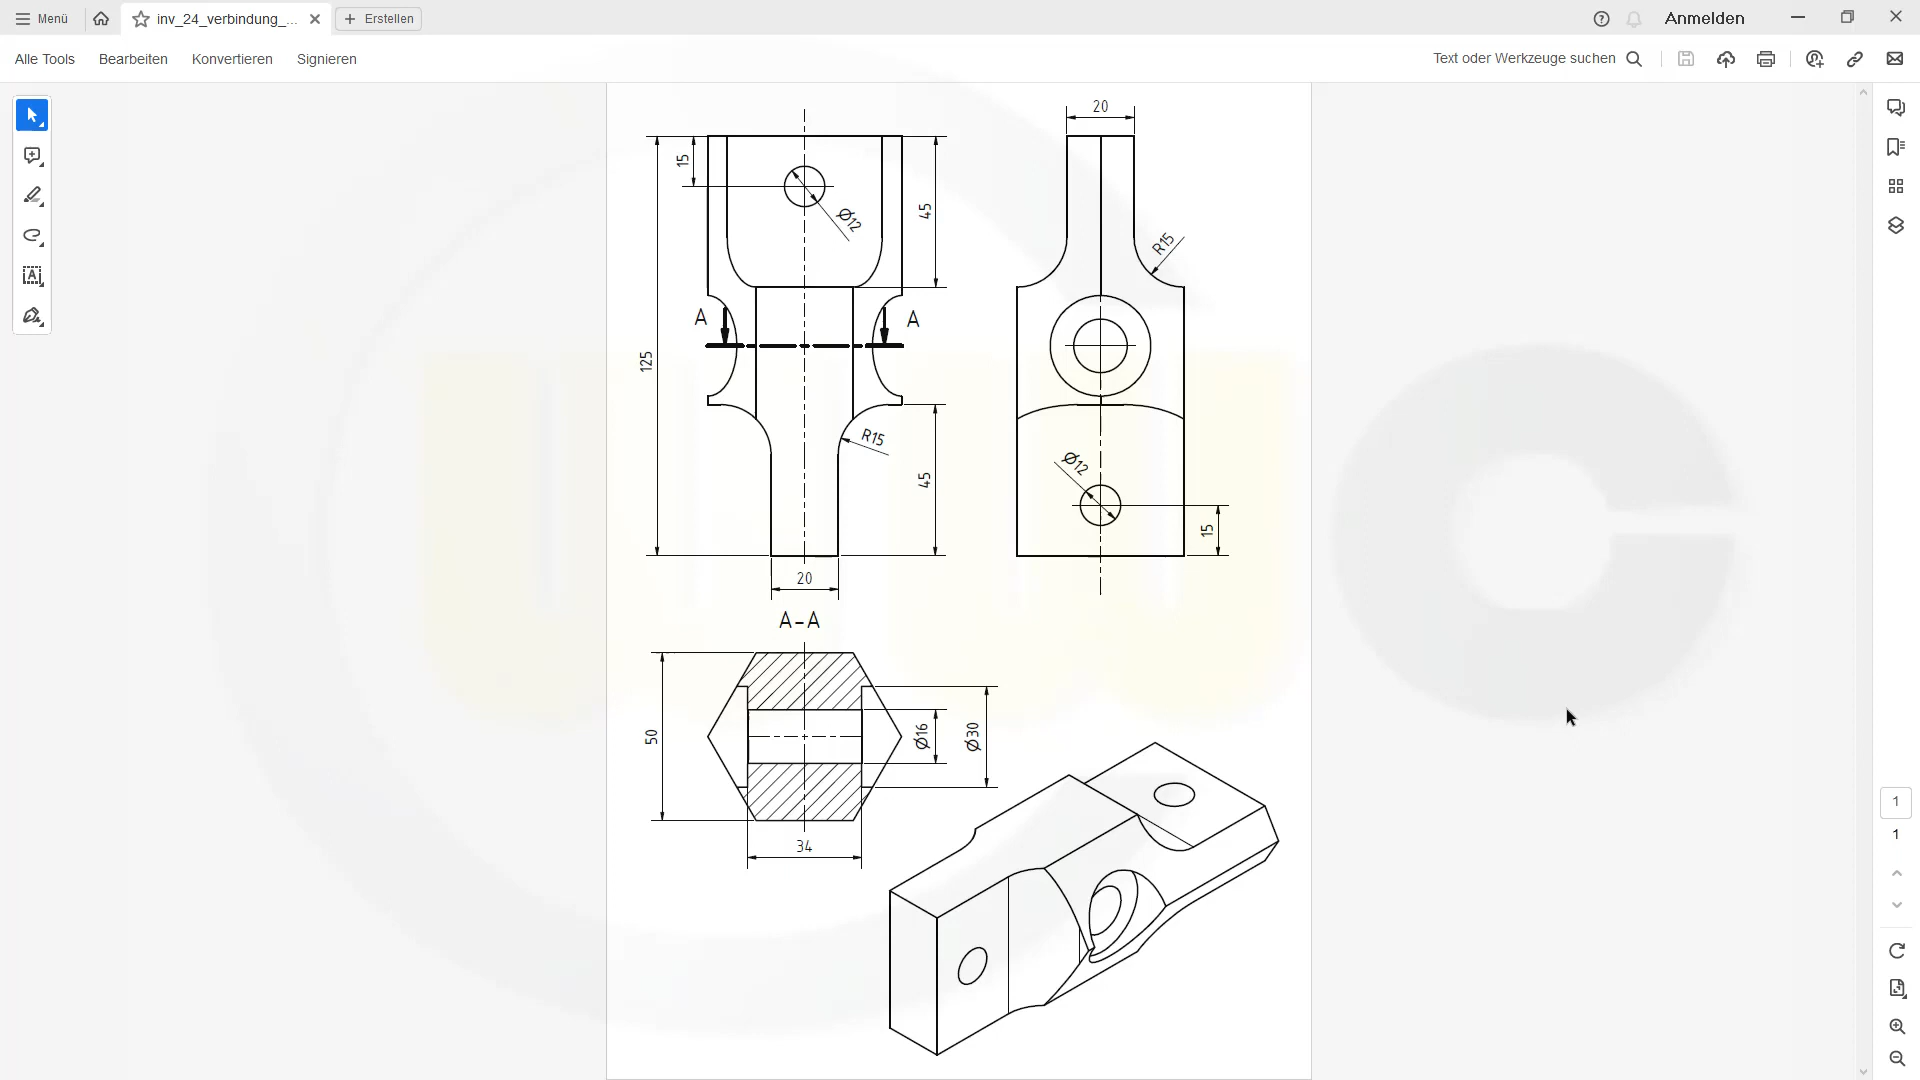 Menü
inv_24_verbindung_...
Erstellen
Anmelden
Alle Tools
Bearbeiten
Konvertieren
Signieren
Text oder Werkzeuge suchen
20
15
Ø12
45
R15
A
A
125
R15
45
Ø12
15
20
A-A
50
Ø16
Ø30
34
1
1